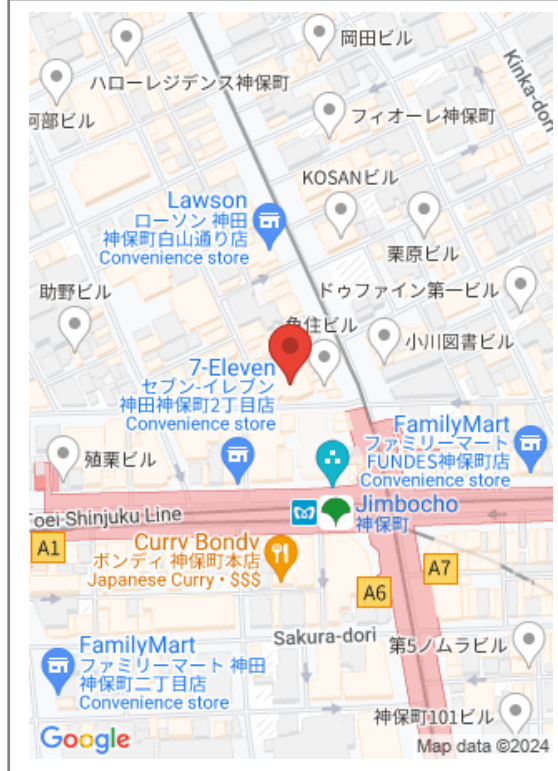 岡田ビル
Kinka-dori
ハローレジデンス神保町
阿部ビル
フィオーレ神保町
KOSANビル
Lawson
ローソン 神田
神保町白山通り店
Convenience store
栗原ビル
助野ビル
ドゥファイン第一ビル
角住ビル
小川図書ビル
7-Eleven
セブン-イレブン
神田神保町2丁目店
Convenience store
FamilyMart
ファミリーマート
FUNDES神保町店
Convenience store
殖栗ビル
Toei Shinjuku Line
Jimbocho
神保町
A1
Curry Bondy
ボンディ 神保町本店
Japanese Curry・$$$
A7
A6
Sakura-dori
第5ノムラビル
FamilyMart
ファミリーマート 神田
神保町二丁目店
Convenience store
神保町101ビル
Google
Map data ©2024